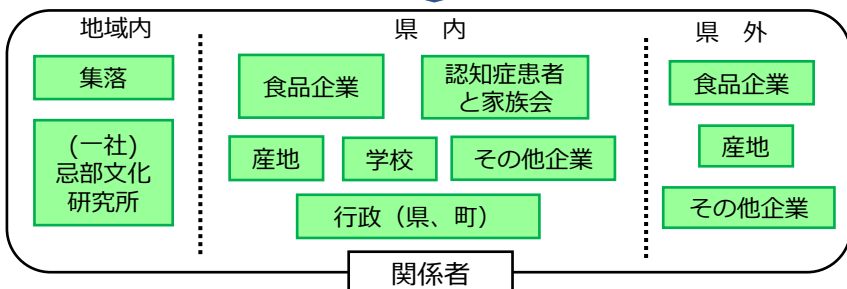 地域内
集落
(一社)
忌部文化
研究所
県　内
食品企業
認知症患者
と家族会
産地
学校
その他企業
行政（県、町）
県　外
食品企業
産地
その他企業
関係者